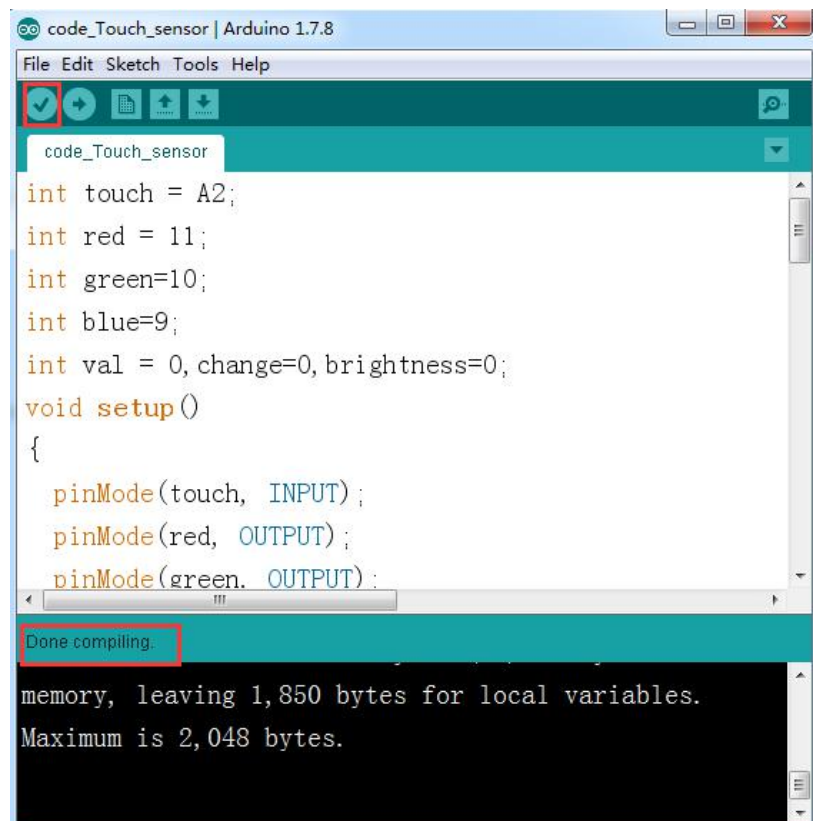 code_Touch_sensor | Arduino 1.7.8
File Edit Sketch Tools Help
code_Touch_sensor
int touch = A2;
int red = 11;
int green=10;
int blue=9;
int val = 0, change=0, brightness=0;
void setup()
{
pinMode(touch, INPUT);
pinMode(red, OUTPUT);
pinMode(green, OUTPUT);
Done compiling.
memory, leaving 1,850 bytes for local variables.
Maximum is 2,048 bytes.